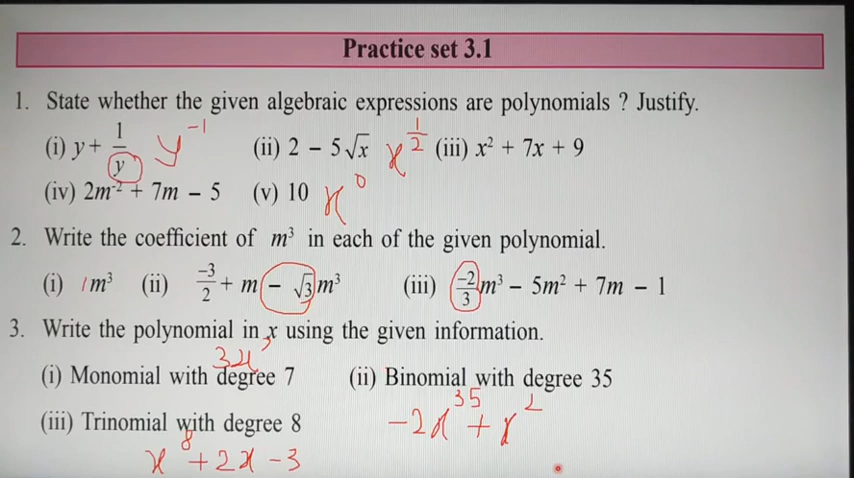 Practice set 3.1
1. State whether the given algebraic expressions are polynomials ? Justify.
(i) y + 1/y y⁻¹ (ii) 2 − 5√x x^(1/2) (iii) x² + 7x + 9
(iv) 2m⁻² + 7m − 5 (v) 10 x⁰
2. Write the coefficient of m³ in each of the given polynomial.
(i) 1m³ (ii) −3/2 + m − √3m³ (iii) −2/3m³ − 5m² + 7m − 1
3. Write the polynomial in x using the given information.
3x⁷
(i) Monomial with degree 7 (ii) Binomial with degree 35
(iii) Trinomial with degree 8 −2x³⁵ + x²
x⁸ + 2x − 3